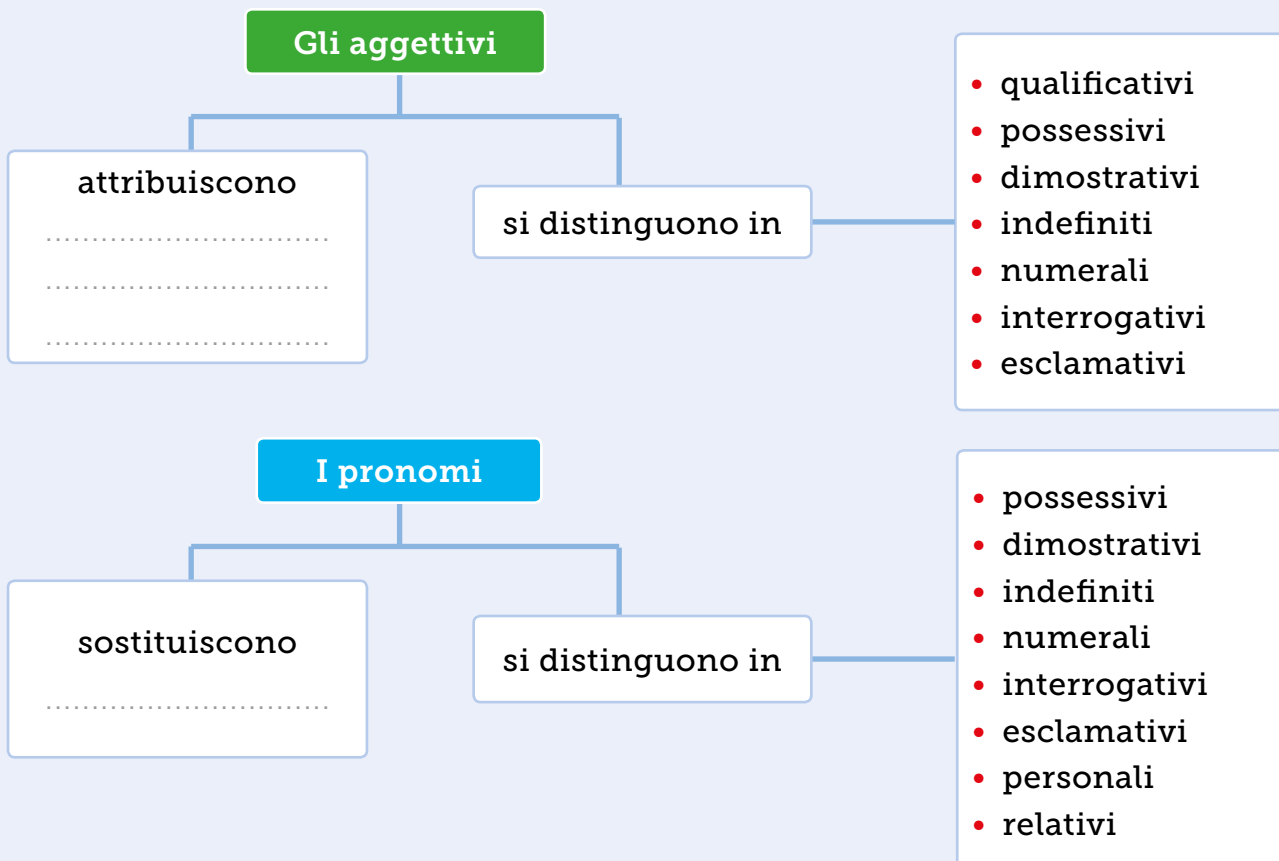 Gli aggettivi
attribuiscono
..............................
..............................
..............................
si distinguono in
• qualificativi
• possessivi
• dimostrativi
• indefiniti
• numerali
• interrogativi
• esclamativi
I pronomi
sostituiscono
..............................
si distinguono in
• possessivi
• dimostrativi
• indefiniti
• numerali
• interrogativi
• esclamativi
• personali
• relativi